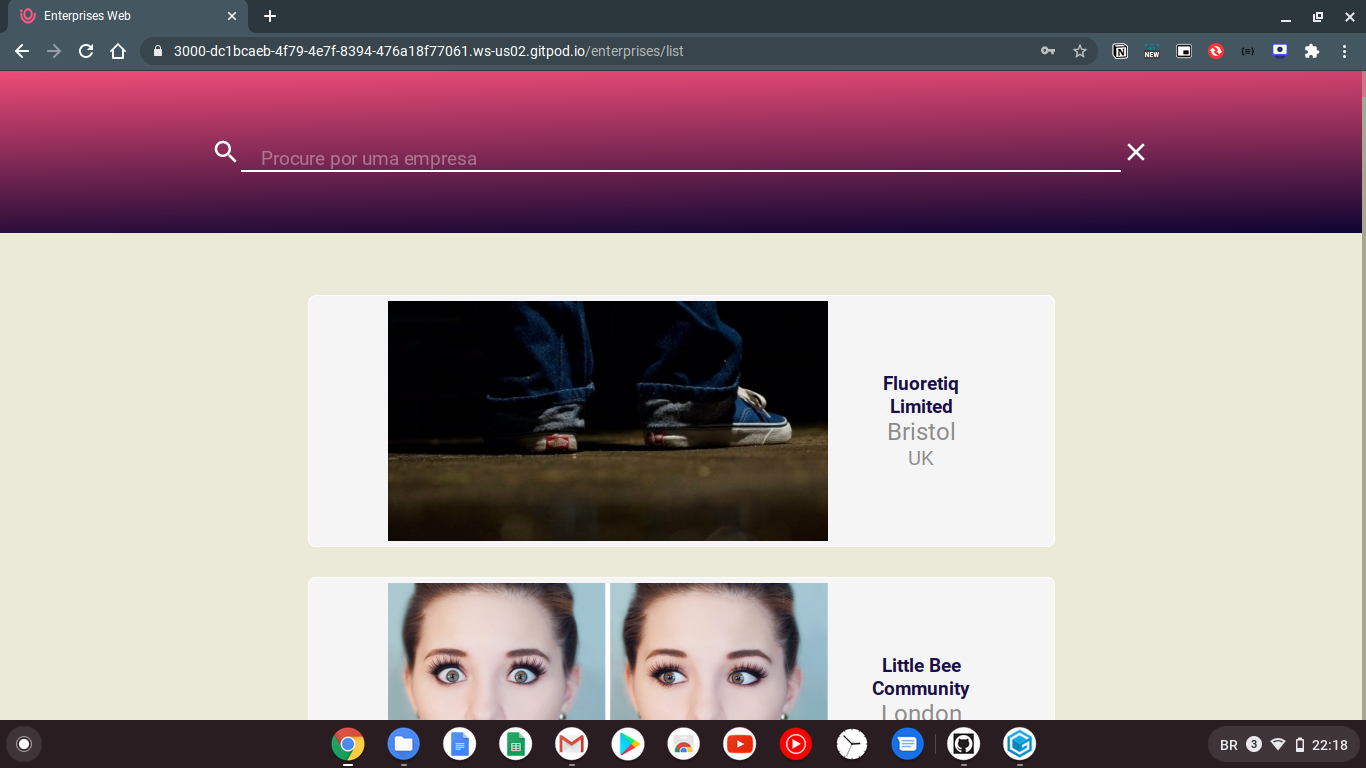 Enterprises Web
3000-dc1bcaeb-4f79-4e7f-8394-476a18f77061.ws-us02.gitpod.io/enterprises/list
NEW
Procure por uma empresa
Fluoretiq
Limited
Bristol
UK
Little Bee
Community
London
BR 3 22:18